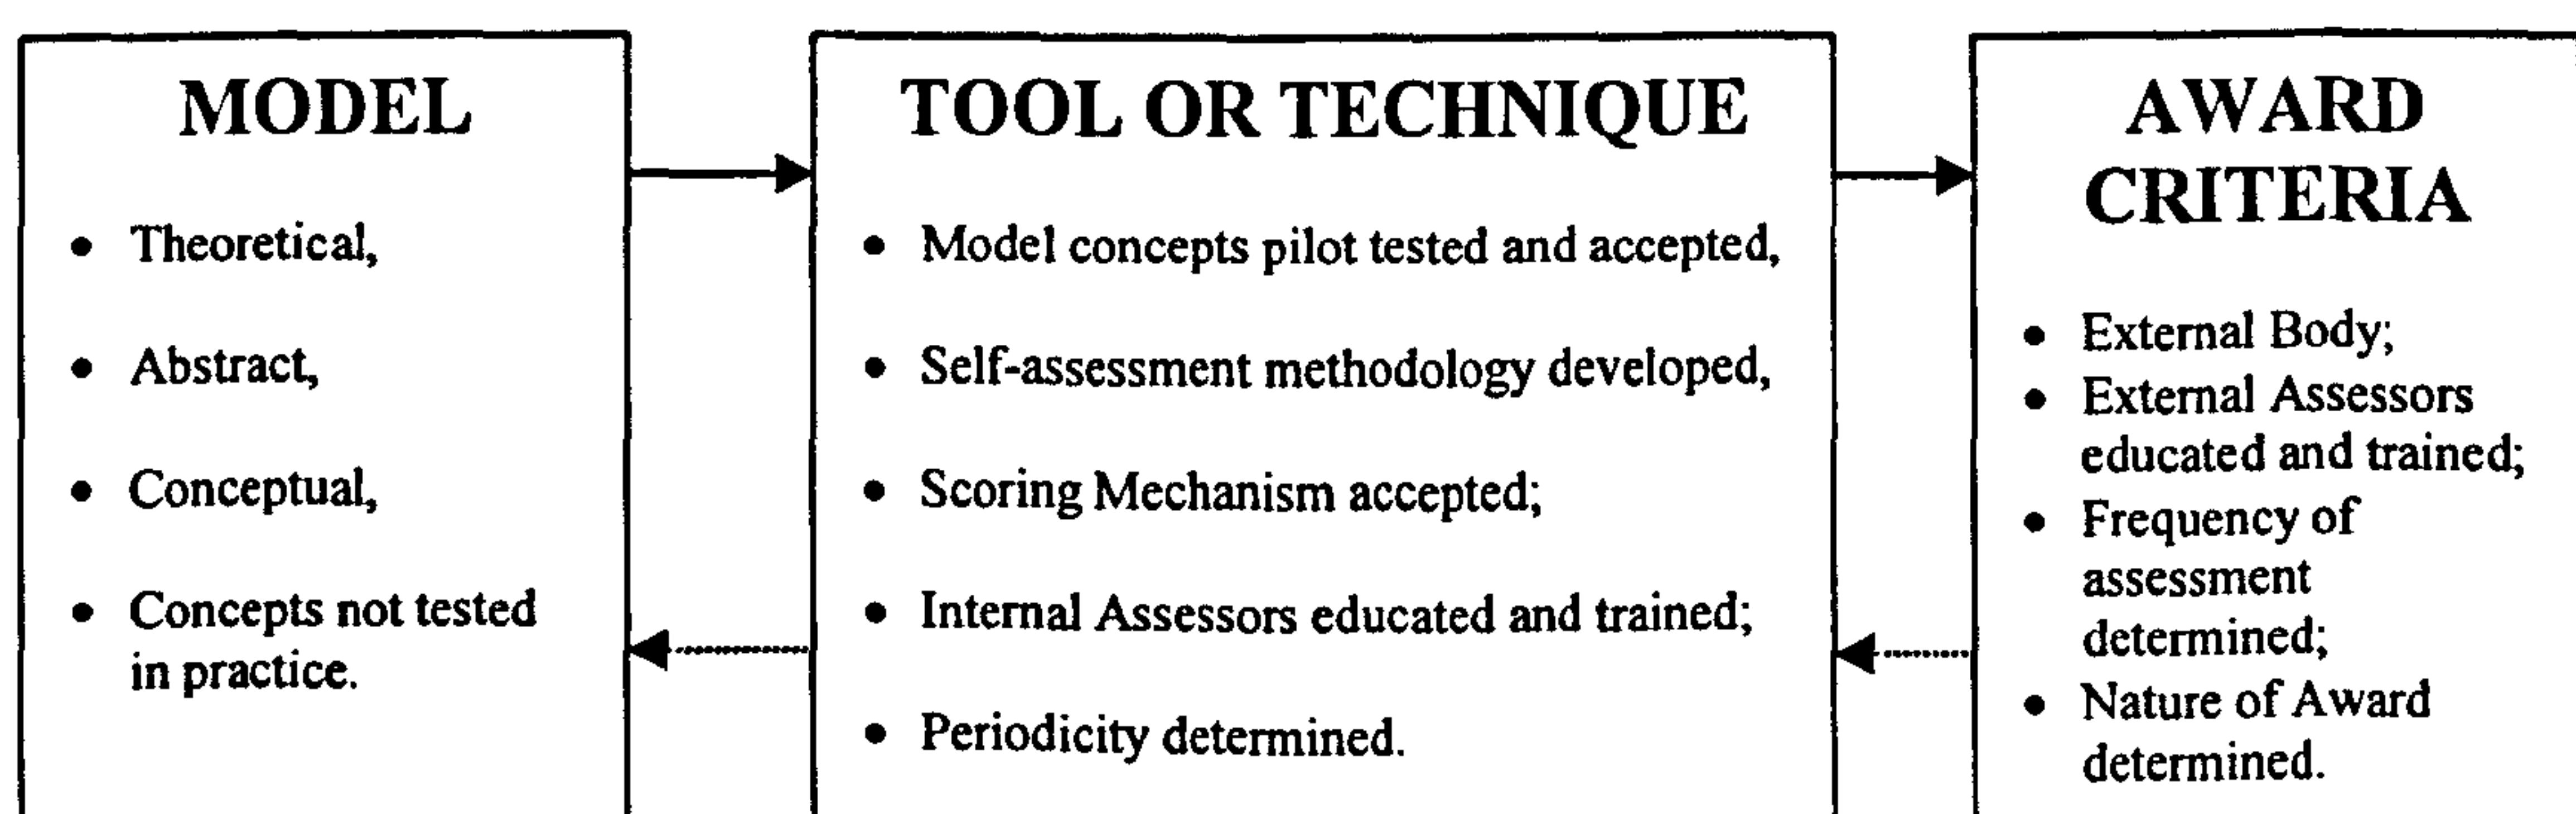 MODEL
• Theoretical,
• Abstract,
• Conceptual,
• Concepts not tested
in practice.
TOOL OR TECHNIQUE
• Model concepts pilot tested and accepted,
• Self-assessment methodology developed,
• Scoring Mechanism accepted;
• Internal Assessors educated and trained;
• Periodicity determined.
AWARD
CRITERIA
• External Body;
• External Assessors
educated and trained;
• Frequency of
assessment
determined;
• Nature of Award
determined.